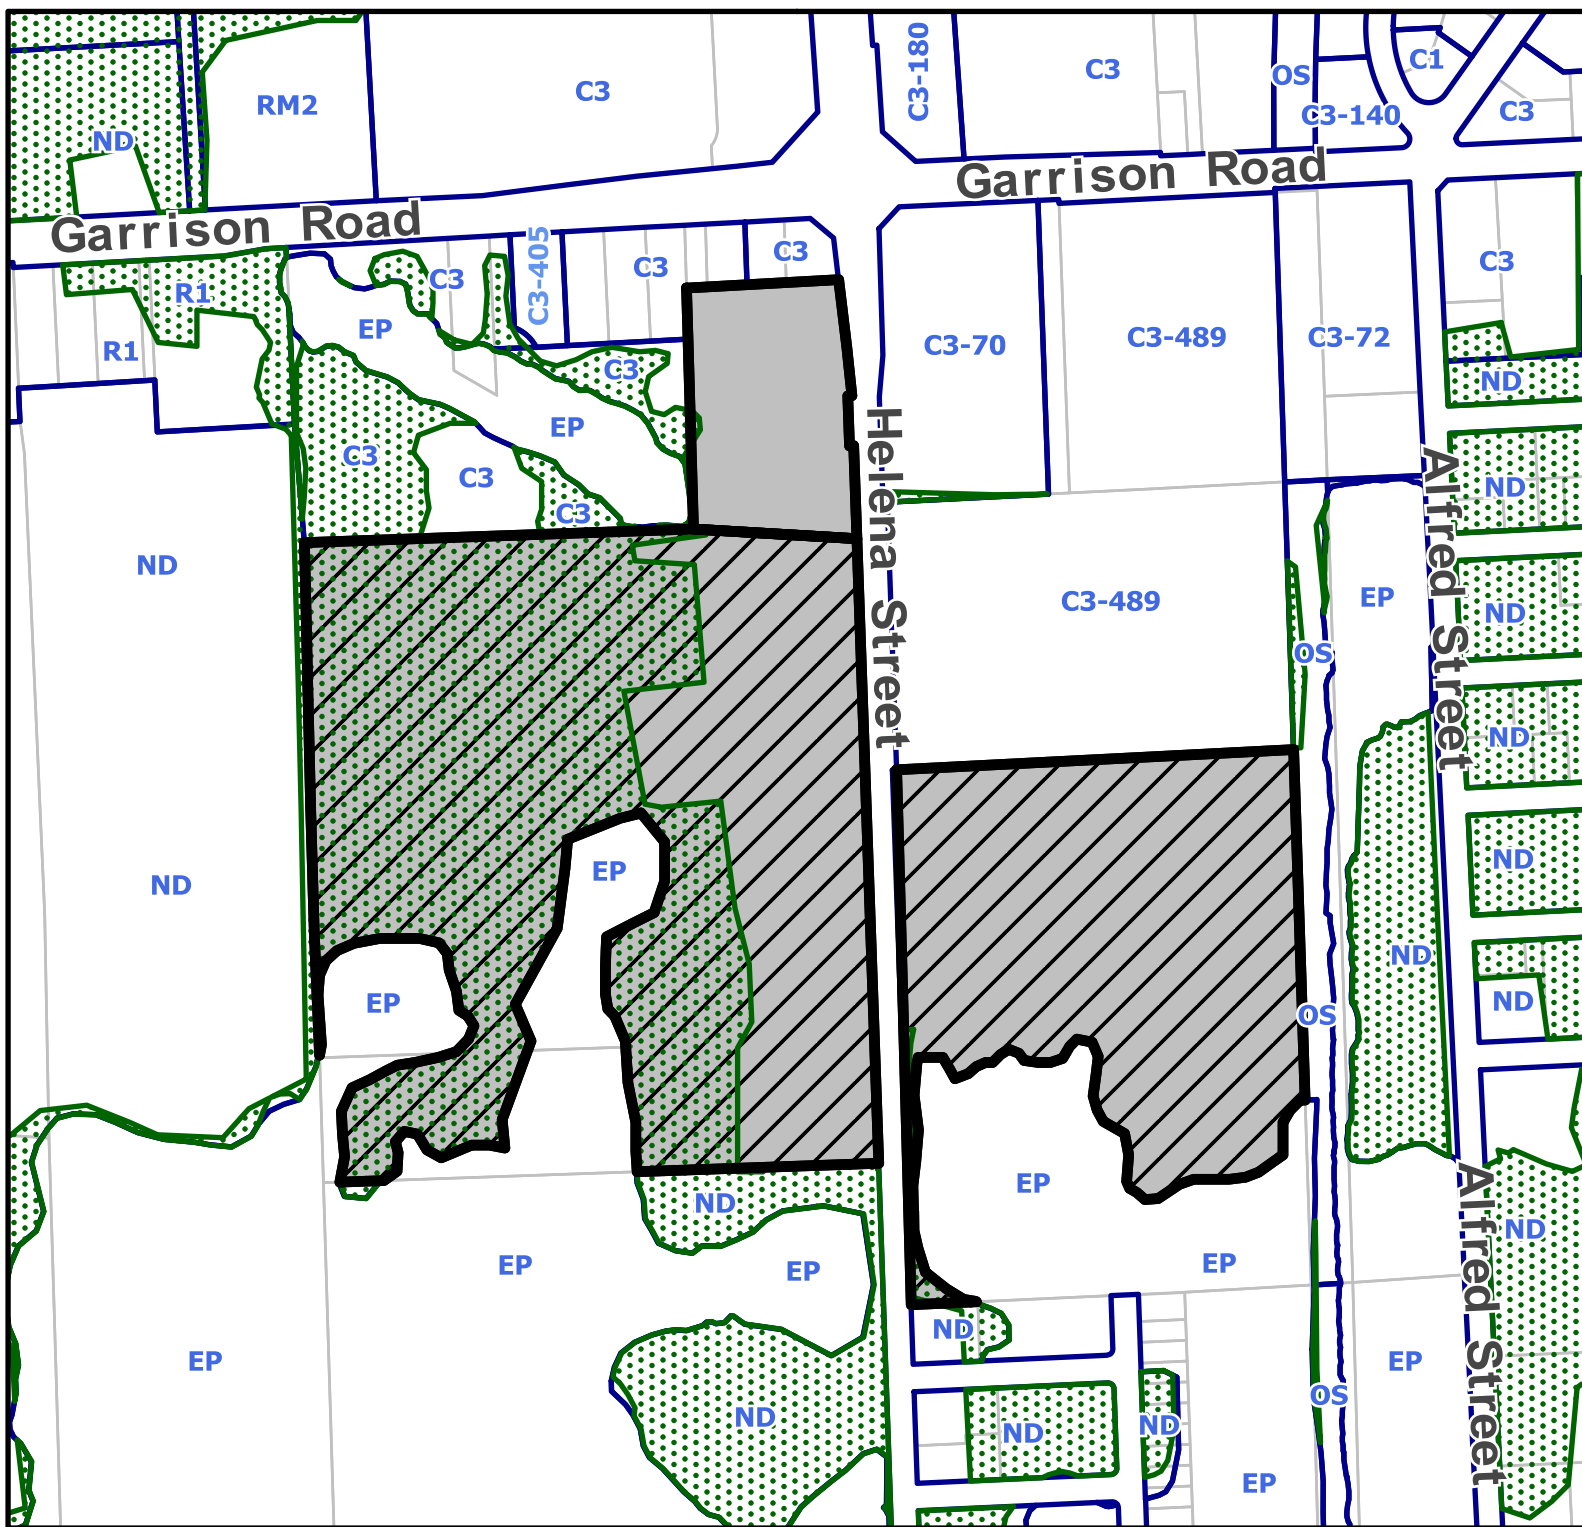 C3-180
C3
C3
OS
C1
RM2
C3-140
C3
ND
Garrison Road
Garrison Road
C3-405
C3
C3
C3
C3
R1
EP
C3-72
C3-489
C3-70
R1
C3
ND
EP
C3
C3
C3
ND
Helena Street
Alfred Street
ND
EP
C3-489
ND
OS
ND
ND
EP
ND
ND
EP
ND
OS
EP
ND
ND
EP
EP
EP
Alfred Street
ND
EP
EP
OS
ND
ND
ND
EP